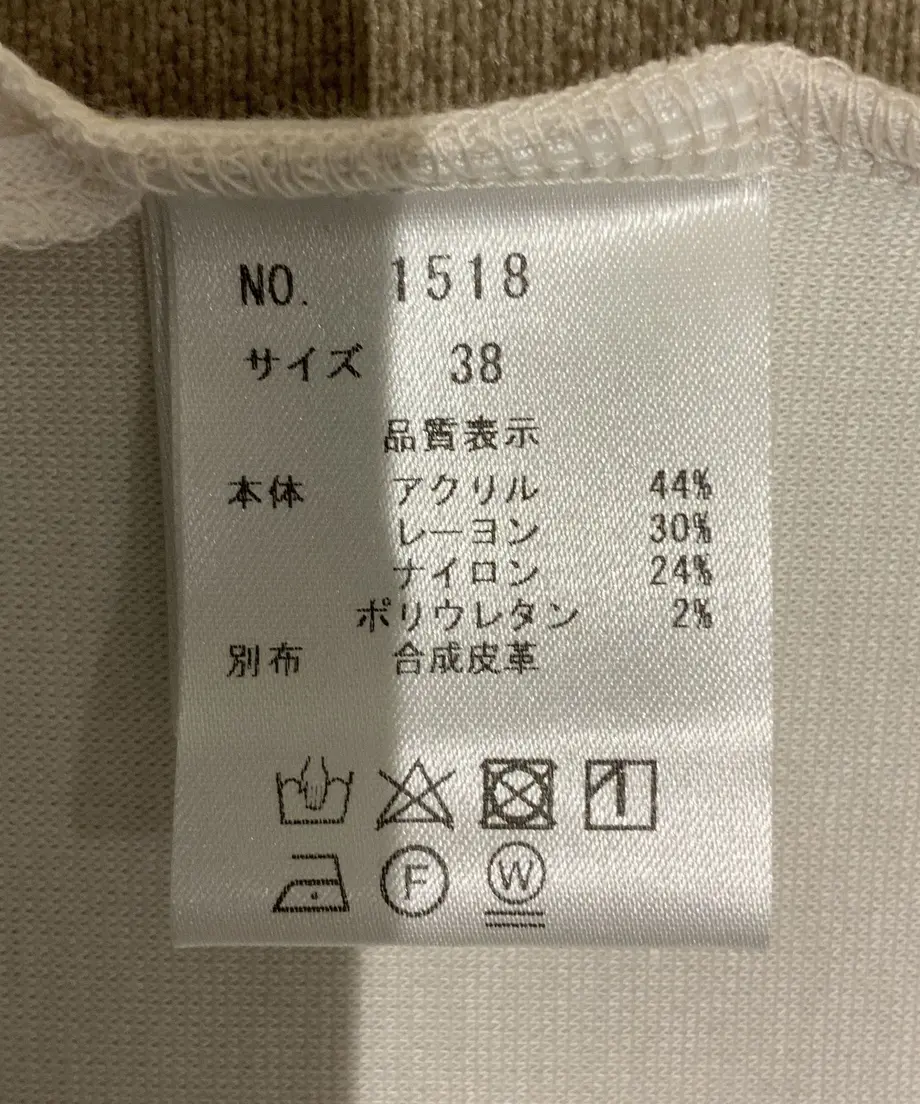 NO. 1518
サイズ 38
品質表示
本体 アクリル 44%
レーヨン 30%
ナイロン 24%
ポリウレタン 2%
別布 合成皮革
F W